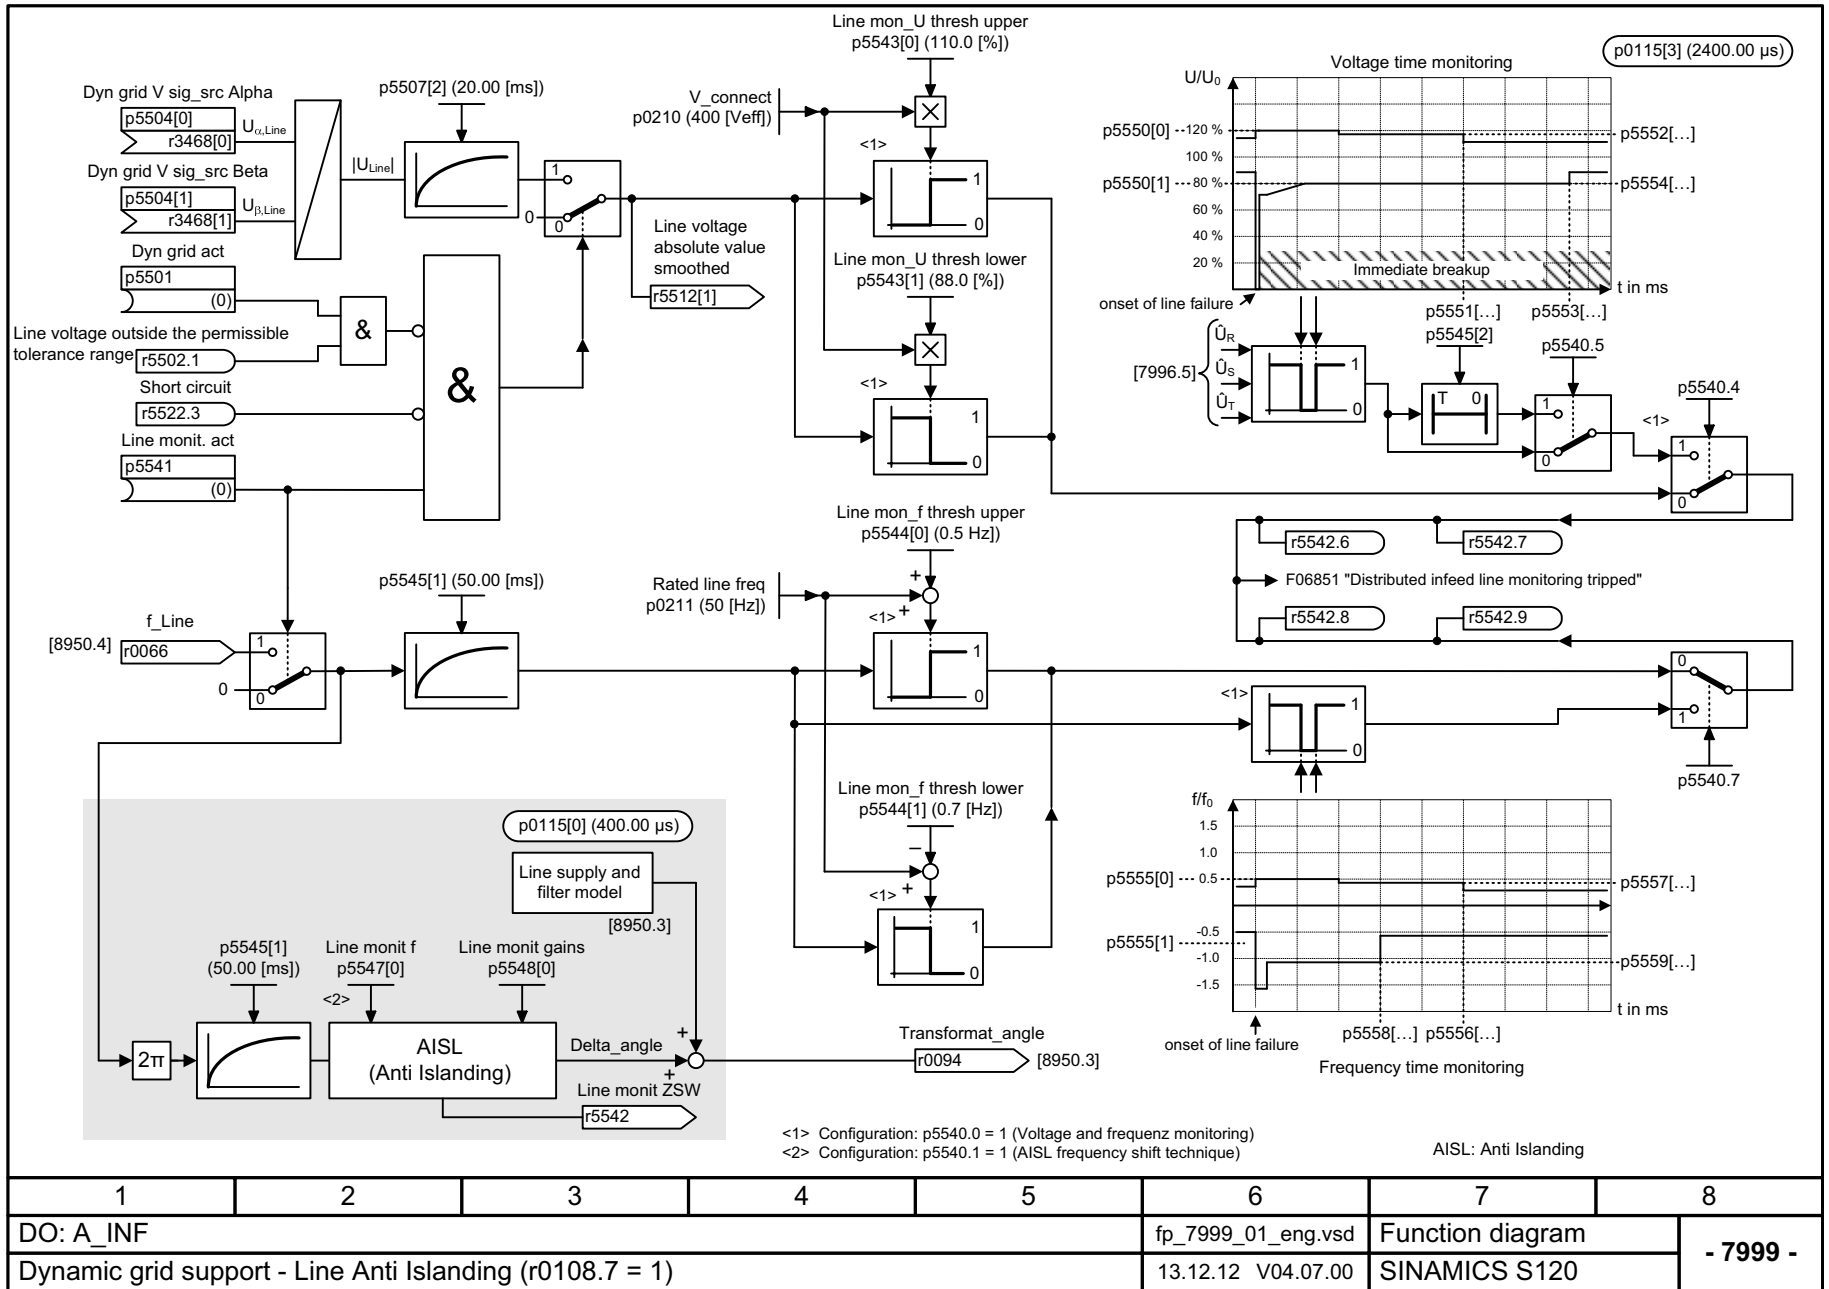 Line mon_U thresh upper
p5543[0] (110.0 [%])
p0115[3] (2400.00 µs)
Dyn grid V sig_src Alpha
p5504[0]
r3468[0]
Uα,Line
Dyn grid V sig_src Beta
p5504[1]
r3468[1]
Uβ,Line
|ULine|
p5507[2] (20.00 [ms])
1
0
0
V_connect
p0210 (400 [Veff])
<1>
1
0
Line voltage
absolute value
smoothed
r5512[1]
Line mon_U thresh lower
p5543[1] (88.0 [%])
<1>
1
0
Dyn grid act
p5501
(0)
Line voltage outside the permissible
tolerance range
r5502.1
&
Short circuit
r5522.3
Line monit. act
p5541
(0)
&
Voltage time monitoring
U/U0
p5550[0]
120 %
p5552[...]
100 %
p5550[1]
80 %
p5554[...]
60 %
40 %
20 %
Immediate breakup
t in ms
onset of line failure
p5551[...]
p5553[...]
p5545[2]
p5540.5
[7996.5]
ÛR
ÛS
ÛT
1
0
T 0
1
0
<1>
p5540.4
1
0
r5542.6
r5542.7
F06851 "Distributed infeed line monitoring tripped"
r5542.8
r5542.9
Line mon_f thresh upper
p5544[0] (0.5 Hz])
Rated line freq
p0211 (50 [Hz])
+
<1> +
1
0
f_Line
[8950.4]
r0066
1
0
0
p5545[1] (50.00 [ms])
<1>
1
0
0
1
p5540.7
Line mon_f thresh lower
p5544[1] (0.7 [Hz])
–
<1> +
1
0
f/f0
1.5
1.0
p5555[0]
0.5
p5557[...]
-0.5
p5555[1]
-1.0
p5559[...]
-1.5
t in ms
onset of line failure
p5558[...]
p5556[...]
Frequency time monitoring
p0115[0] (400.00 µs)
Line supply and
filter model
[8950.3]
p5545[1]
(50.00 [ms])
Line monit f
p5547[0]
<2>
Line monit gains
p5548[0]
2π
AISL
(Anti Islanding)
Delta_angle
+
+
Line monit ZSW
r5542
Transformat_angle
r0094
[8950.3]
<1> Configuration: p5540.0 = 1 (Voltage and frequenz monitoring)
<2> Configuration: p5540.1 = 1 (AISL frequency shift technique)
AISL: Anti Islanding
1 2 3 4 5 6 7 8
DO: A_INF
fp_7999_01_eng.vsd
Function diagram
- 7999 -
Dynamic grid support - Line Anti Islanding (r0108.7 = 1)
13.12.12 V04.07.00
SINAMICS S120